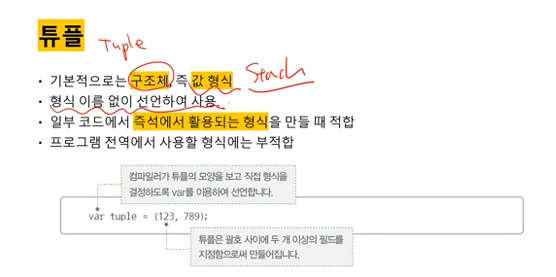 튜플
Tuple
• 기본적으로는 구조체, 즉 값 형식
• 형식 이름 없이 선언하여 사용
• 일부 코드에서 즉석에서 활용되는 형식을 만들 때 적합
• 프로그램 전역에서 사용할 형식에는 부적합
컴파일러가 튜플의 모양을 보고 직접 형식을
결정하도록 var를 이용하여 선언합니다.
var tuple = (123, 789);
튜플은 괄호 사이에 두 개 이상의 필드를
지정함으로써 만들어집니다.